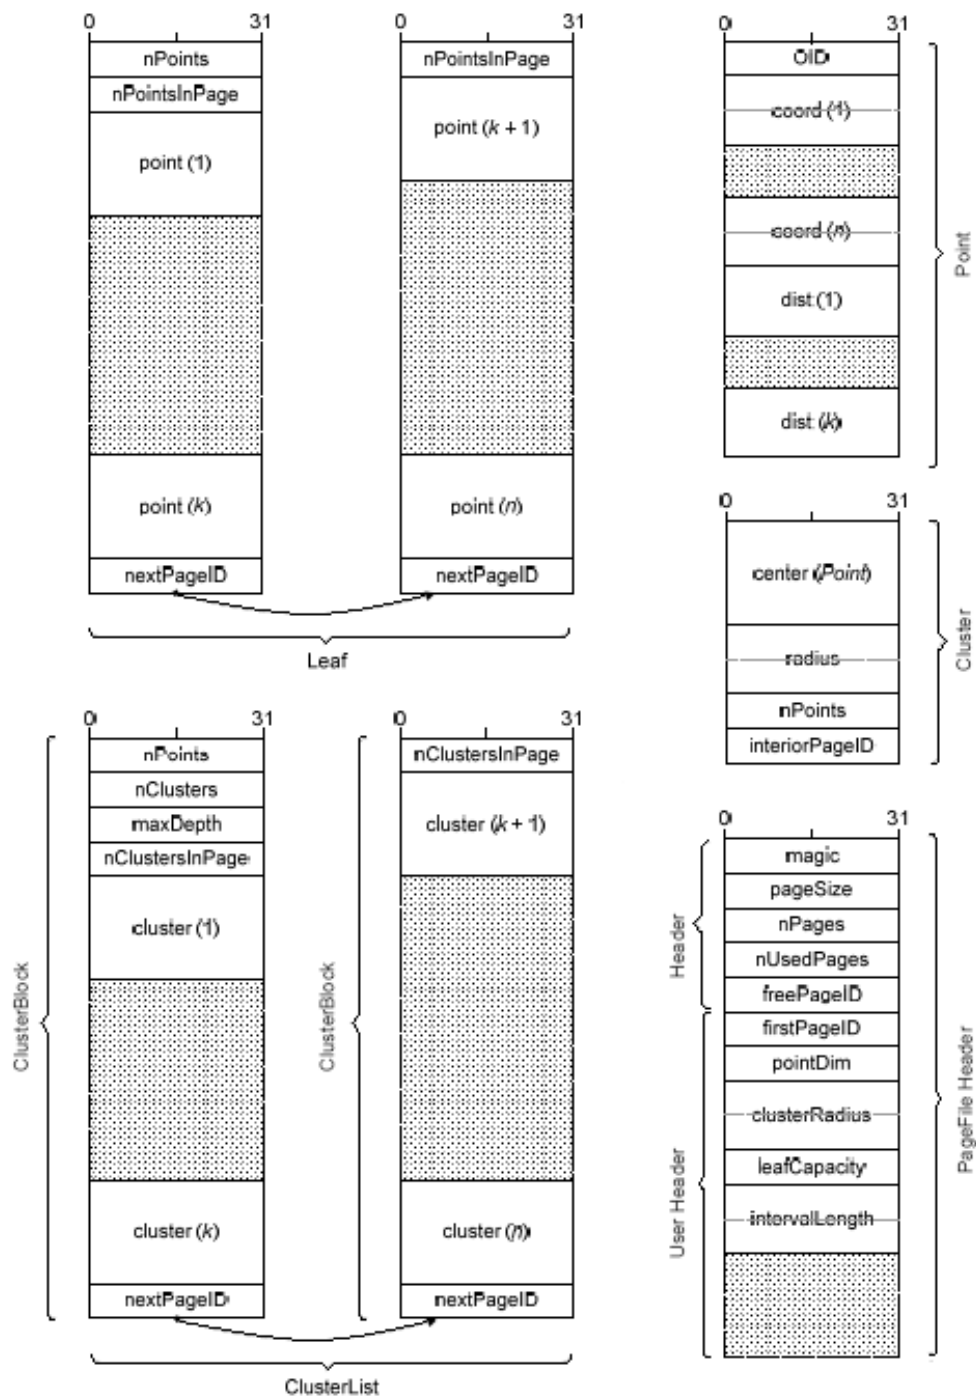 0 31
nPoints
nPointsInPage
point (1)
point (k)
nextPageID
0 31
nPointsInPage
point (k + 1)
point (n)
nextPageID
Leaf
0 31
OID
coord (1)
coord (n)
dist (1)
dist (k)
Point
0 31
center (Point)
radius
nPoints
interiorPageID
Cluster
0 31
nPoints
nClusters
maxDepth
nClustersInPage
cluster (1)
cluster (k)
nextPageID
ClusterBlock
0 31
nClustersInPage
cluster (k + 1)
cluster (n)
nextPageID
ClusterBlock
ClusterList
0 31
magic
pageSize
nPages
nUsedPages
freePageID
firstPageID
pointDim
clusterRadius
leafCapacity
intervalLength
Header
User Header
PageFile Header